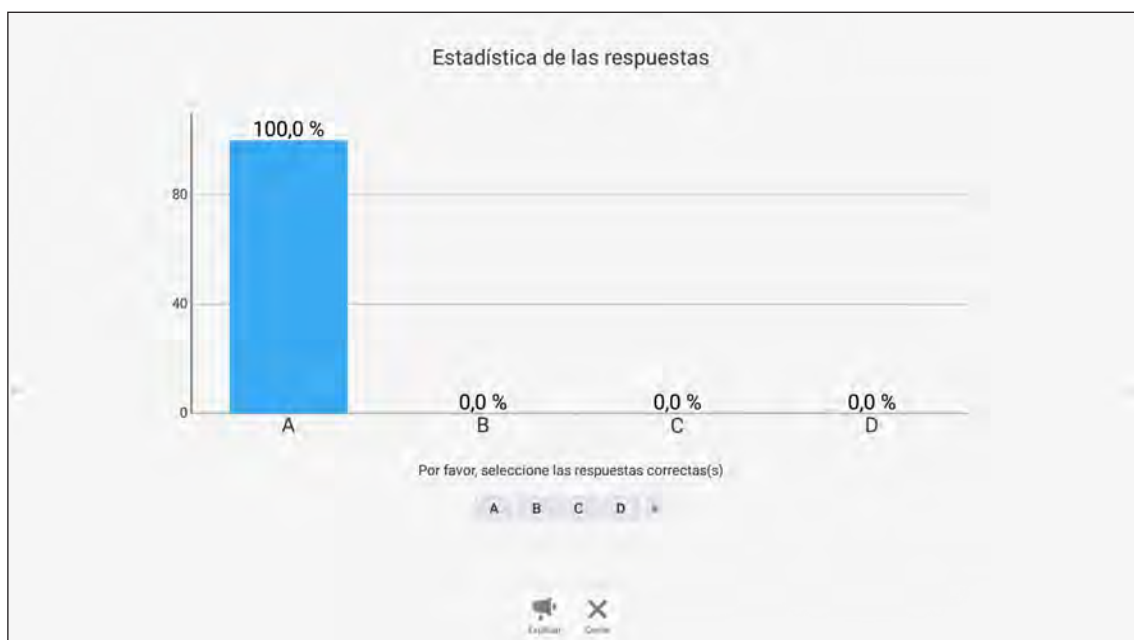 Estadística de las respuestas
100,0 %
80
40
0
0,0 % 0,0 % 0,0 %
A B C D
Por favor, seleccione las respuestas correctas(s)
A B C D
Cerrar